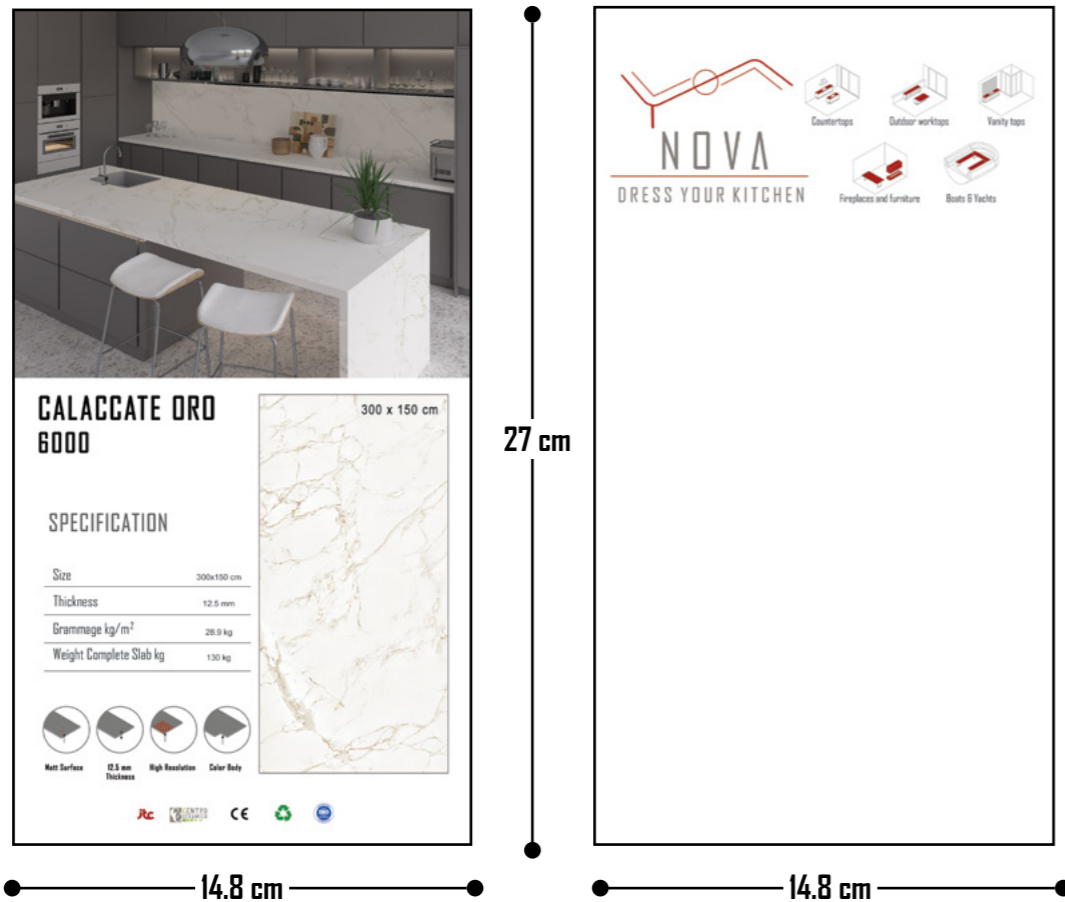 CALACCATE ORO
6000
300 x 150 cm
SPECIFICATION
Size 300x150 cm
Thickness 12.5 mm
Grammage kg/m² 28.9 kg
Weight Complete Slab kg 130 kg
Matt Surface
12.5 mm
Thickness
High Resolution
Color Body
jtc
CE
14.8 cm
27 cm
NOVA
DRESS YOUR KITCHEN
Countertops
Outdoor worktops
Vanity tops
Fireplaces and furniture
Boats & Yachts
14.8 cm